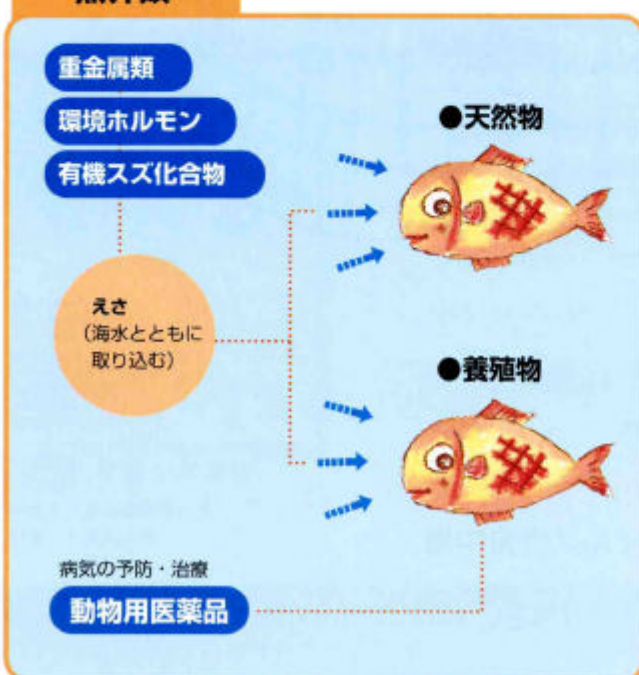 重金属類
環境ホルモン
有機スズ化合物
●天然物
えさ
(海水とともに
取り込む)
●養殖物
病気の予防・治療
動物用医薬品